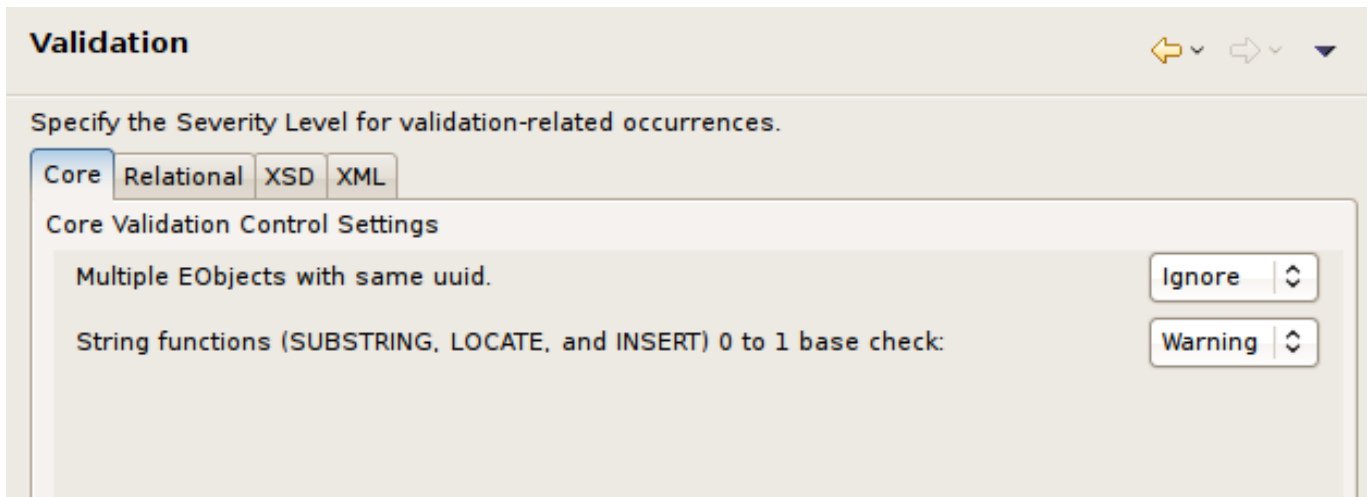 Validation
Specify the Severity Level for validation-related occurrences.
Core Relational XSD XML
Core Validation Control Settings
Multiple EObjects with same uuid. Ignore
String functions (SUBSTRING, LOCATE, and INSERT) 0 to 1 base check: Warning